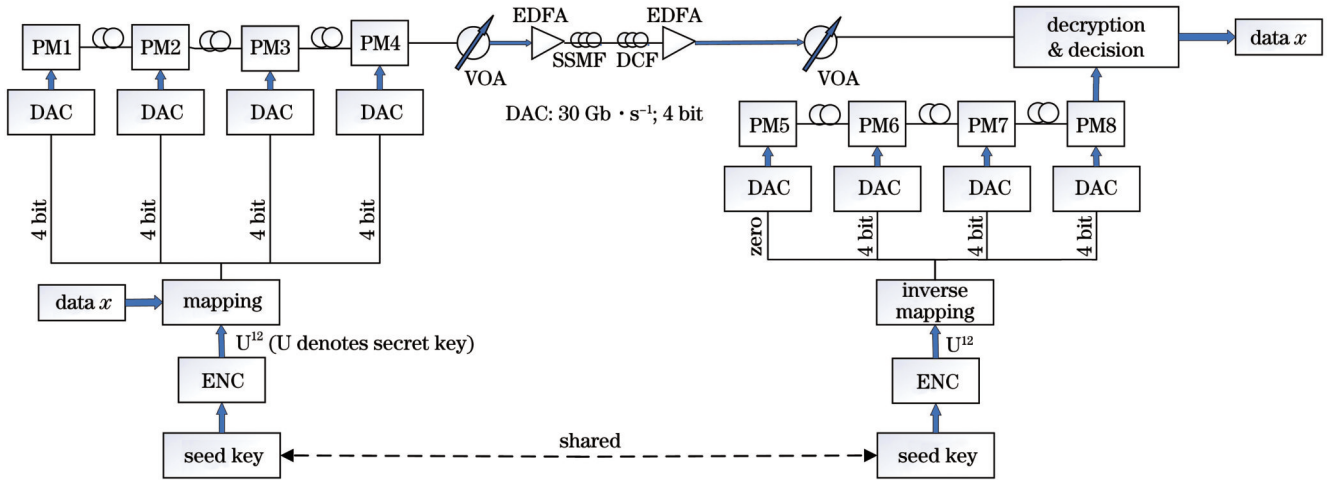 PM1
PM2
PM3
PM4
EDFA
EDFA
SSMF
DCF
VOA
VOA
decryption
& decision
data x
DAC
DAC
DAC
DAC
DAC: 30 Gb·s⁻¹; 4 bit
PM5
PM6
PM7
PM8
DAC
DAC
DAC
DAC
4 bit
4 bit
4 bit
4 bit
zero
4 bit
4 bit
4 bit
data x
mapping
inverse
mapping
U¹² (U denotes secret key)
U¹²
ENC
ENC
seed key
shared
seed key